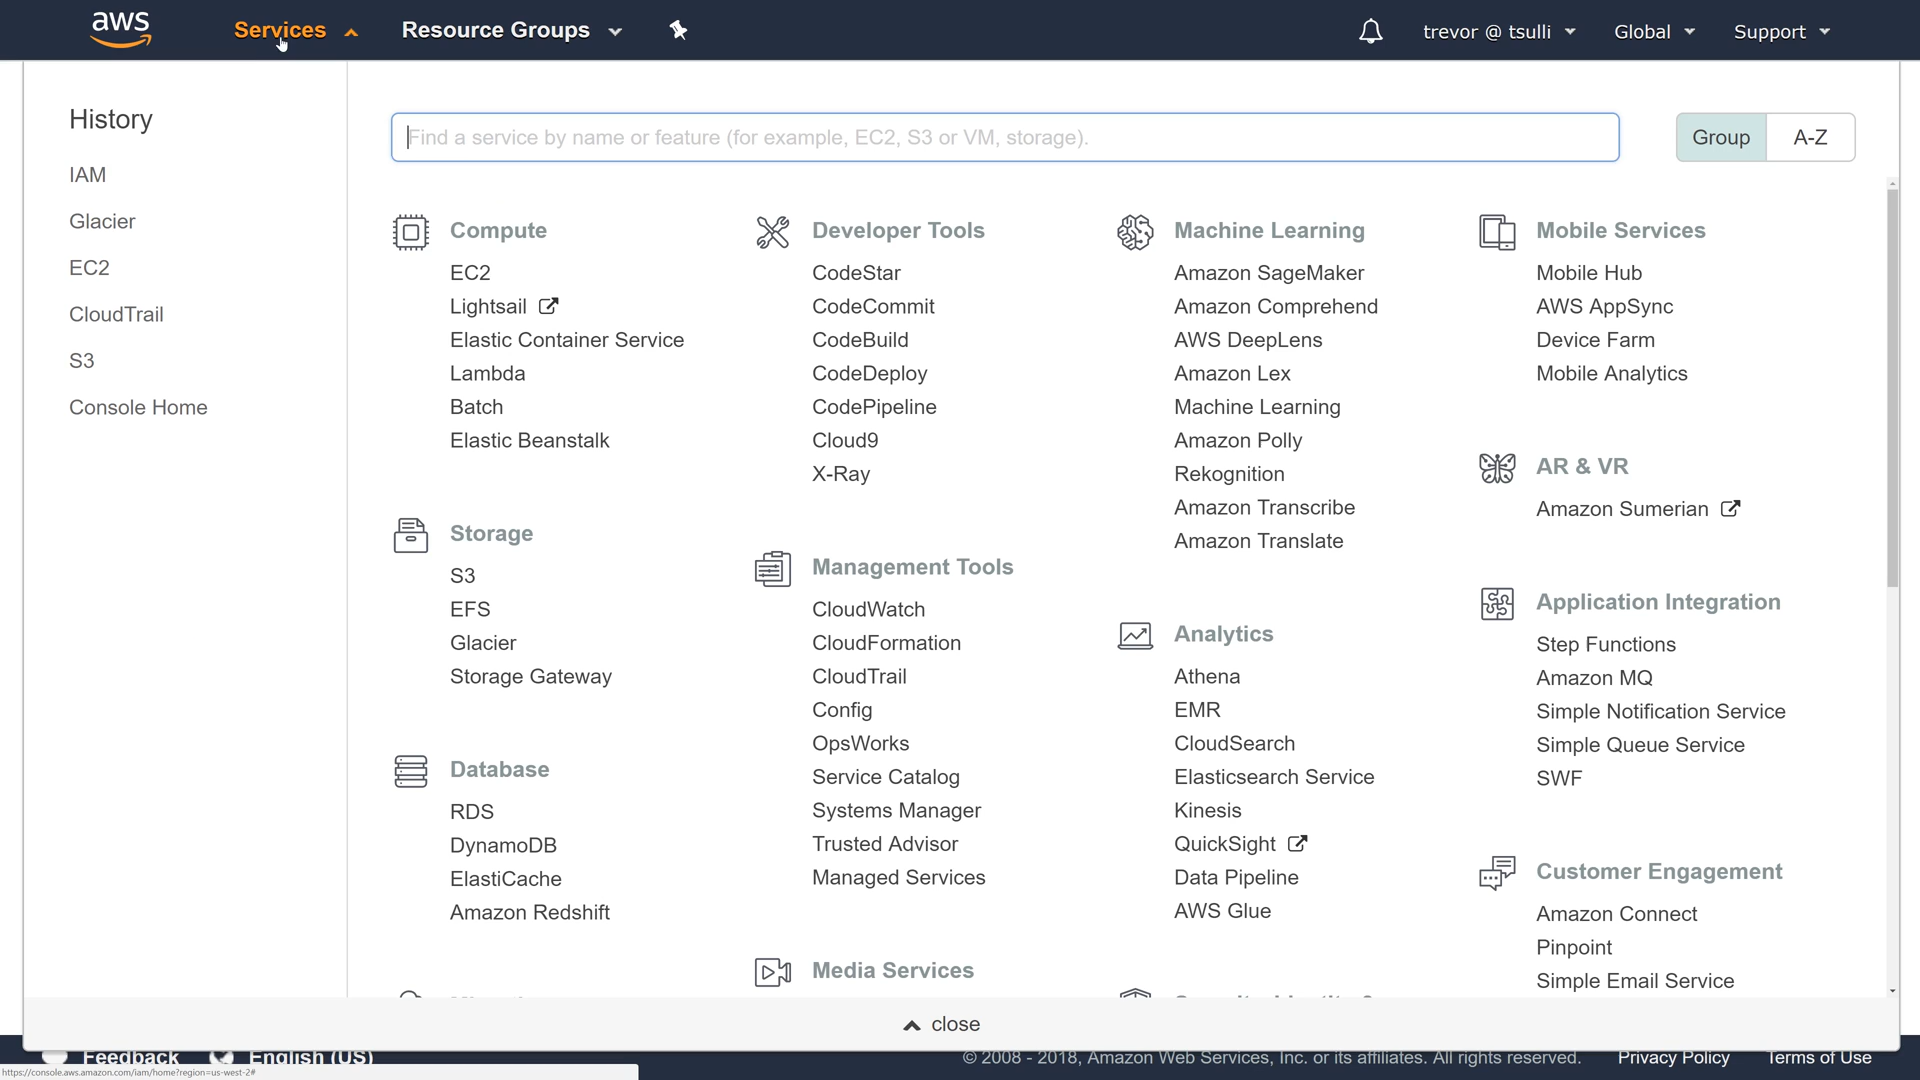 aws
Services
Resource Groups
trevor @ tsulli
Global
Support
History
IAM
Glacier
EC2
CloudTrail
S3
Console Home
Find a service by name or feature (for example, EC2, S3 or VM, storage).
Group
A-Z
Compute
EC2
Lightsail
Elastic Container Service
Lambda
Batch
Elastic Beanstalk
Storage
S3
EFS
Glacier
Storage Gateway
Database
RDS
DynamoDB
ElastiCache
Amazon Redshift
Developer Tools
CodeStar
CodeCommit
CodeBuild
CodeDeploy
CodePipeline
Cloud9
X-Ray
Management Tools
CloudWatch
CloudFormation
CloudTrail
Config
OpsWorks
Service Catalog
Systems Manager
Trusted Advisor
Managed Services
Media Services
Machine Learning
Amazon SageMaker
Amazon Comprehend
AWS DeepLens
Amazon Lex
Machine Learning
Amazon Polly
Rekognition
Amazon Transcribe
Amazon Translate
Analytics
Athena
EMR
CloudSearch
Elasticsearch Service
Kinesis
QuickSight
Data Pipeline
AWS Glue
Mobile Services
Mobile Hub
AWS AppSync
Device Farm
Mobile Analytics
AR & VR
Amazon Sumerian
Application Integration
Step Functions
Amazon MQ
Simple Notification Service
Simple Queue Service
SWF
Customer Engagement
Amazon Connect
Pinpoint
Simple Email Service
close
Feedback
English (US)
© 2008 - 2018, Amazon Web Services, Inc. or its affiliates. All rights reserved.
Privacy Policy
Terms of Use
https://console.aws.amazon.com/iam/home?region=us-west-2#